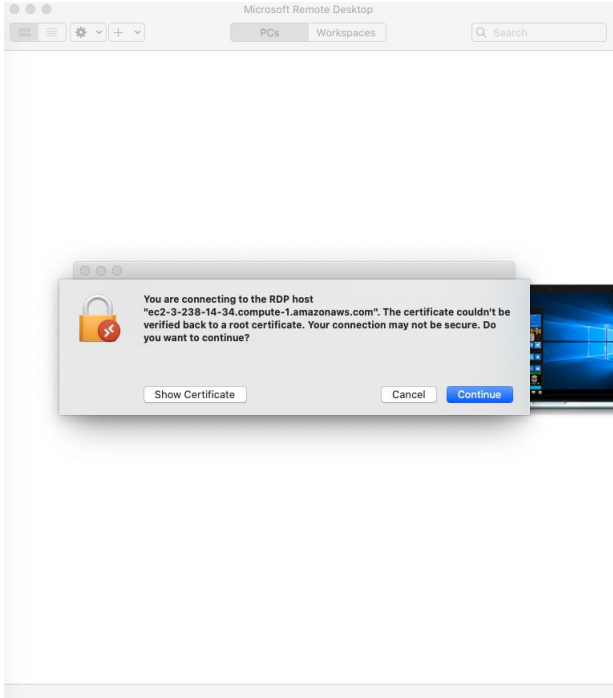 Microsoft Remote Desktop
PCs Workspaces Search
You are connecting to the RDP host
"ec2-3-238-14-34.compute-1.amazonaws.com". The certificate couldn't be
verified back to a root certificate. Your connection may not be secure. Do
you want to continue?
Show Certificate Cancel Continue